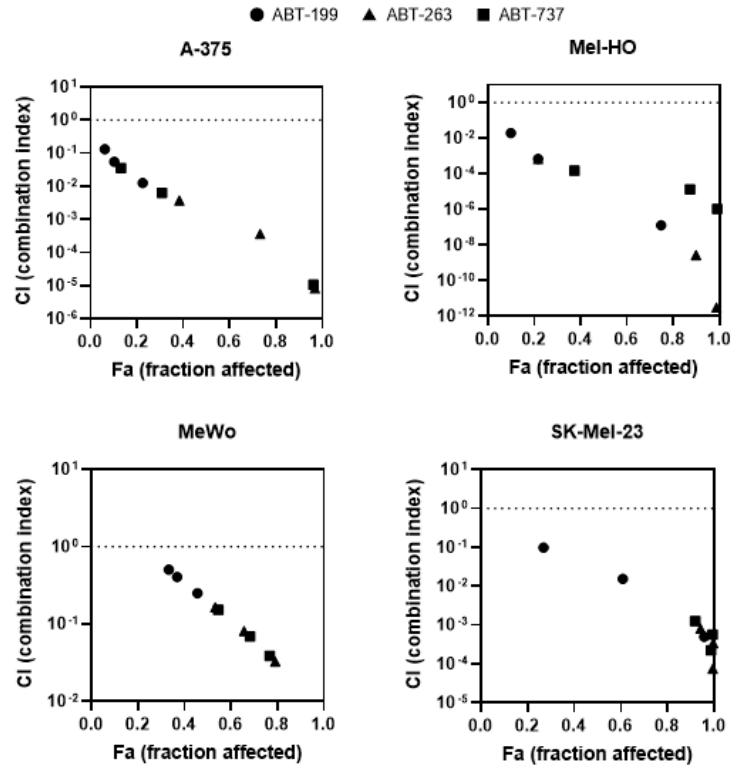 ABT-199 ABT-263 ABT-737
A-375
CI (combination index)
10¹
10⁰
10⁻¹
10⁻²
10⁻³
10⁻⁴
10⁻⁵
10⁻⁶
0.0 0.2 0.4 0.6 0.8 1.0
Fa (fraction affected)
Mel-HO
CI (combination index)
10⁰
10⁻²
10⁻⁴
10⁻⁶
10⁻⁸
10⁻¹⁰
10⁻¹²
0.0 0.2 0.4 0.6 0.8 1.0
Fa (fraction affected)
MeWo
CI (combination index)
10¹
10⁰
10⁻¹
10⁻²
0.0 0.2 0.4 0.6 0.8 1.0
Fa (fraction affected)
SK-Mel-23
CI (combination index)
10¹
10⁰
10⁻¹
10⁻²
10⁻³
10⁻⁴
10⁻⁵
0.0 0.2 0.4 0.6 0.8 1.0
Fa (fraction affected)